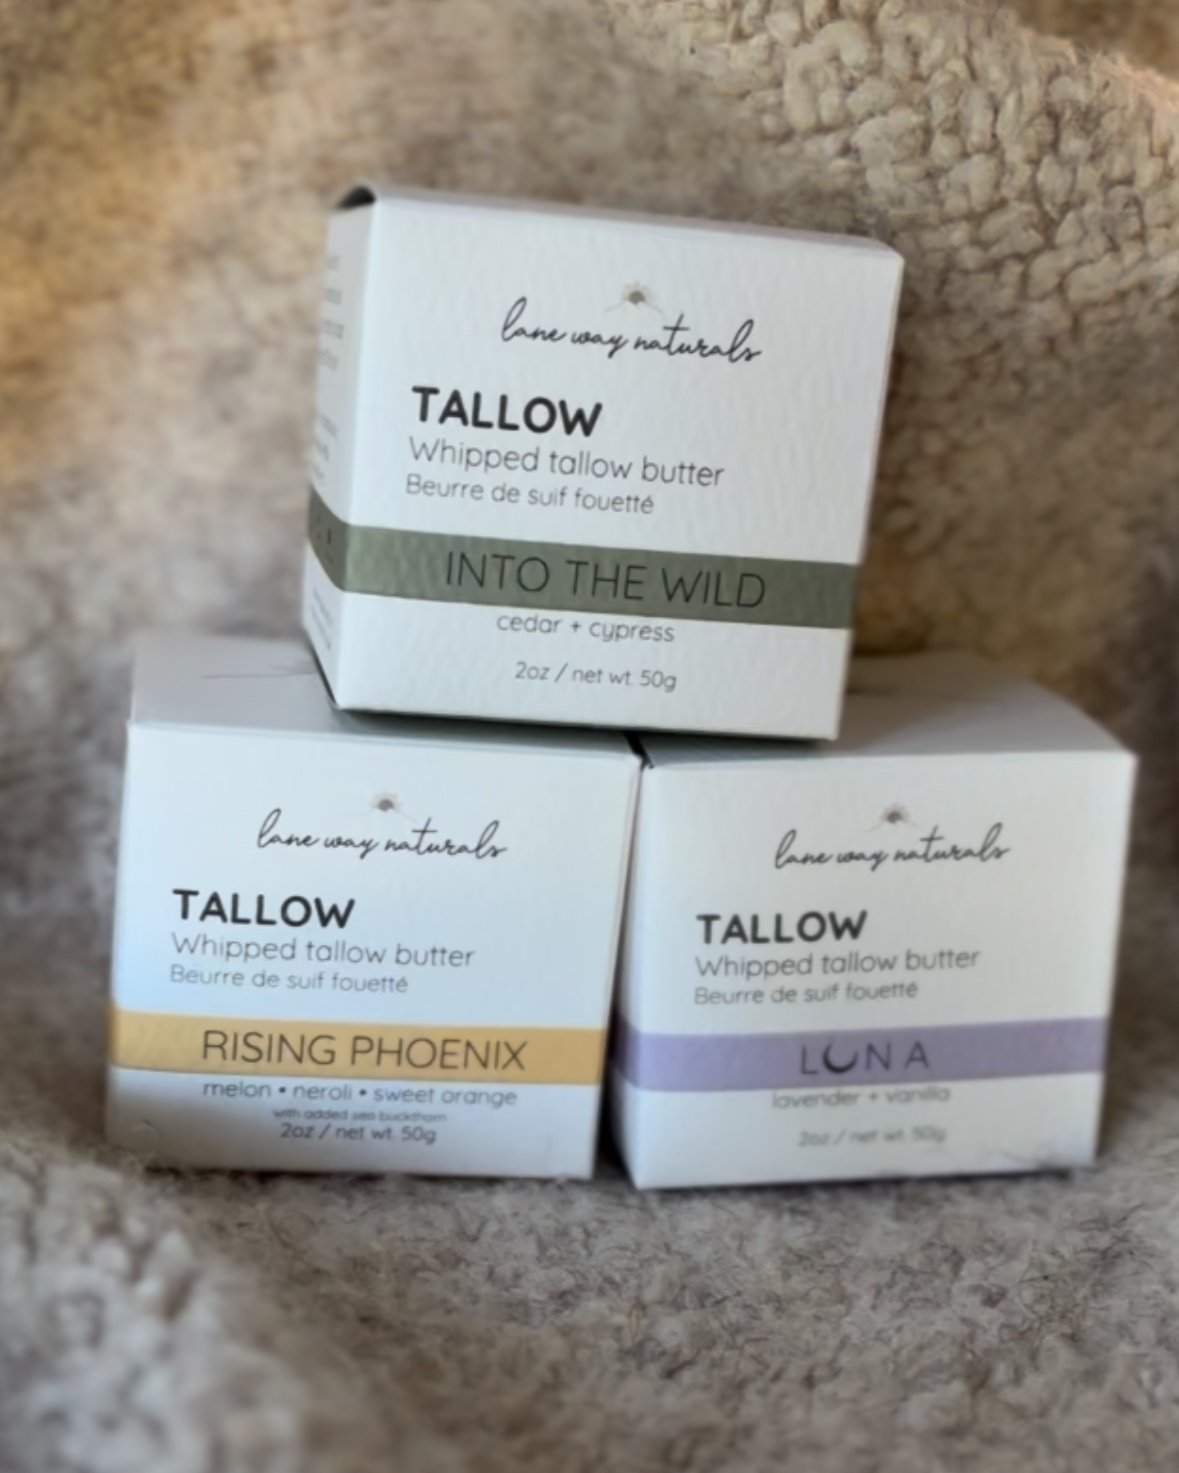 lane way naturals
TALLOW
Whipped tallow butter
Beurre de suif fouetté
INTO THE WILD
cedar + cypress
2oz / net wt. 50g
lane way naturals
TALLOW
Whipped tallow butter
Beurre de suif fouetté
RISING PHOENIX
melon • neroli • sweet orange
with added sea buckthorn
2oz / net wt. 50g
lane way naturals
TALLOW
Whipped tallow butter
Beurre de suif fouetté
LUNA
lavender + vanilla
2oz / net wt. 50g